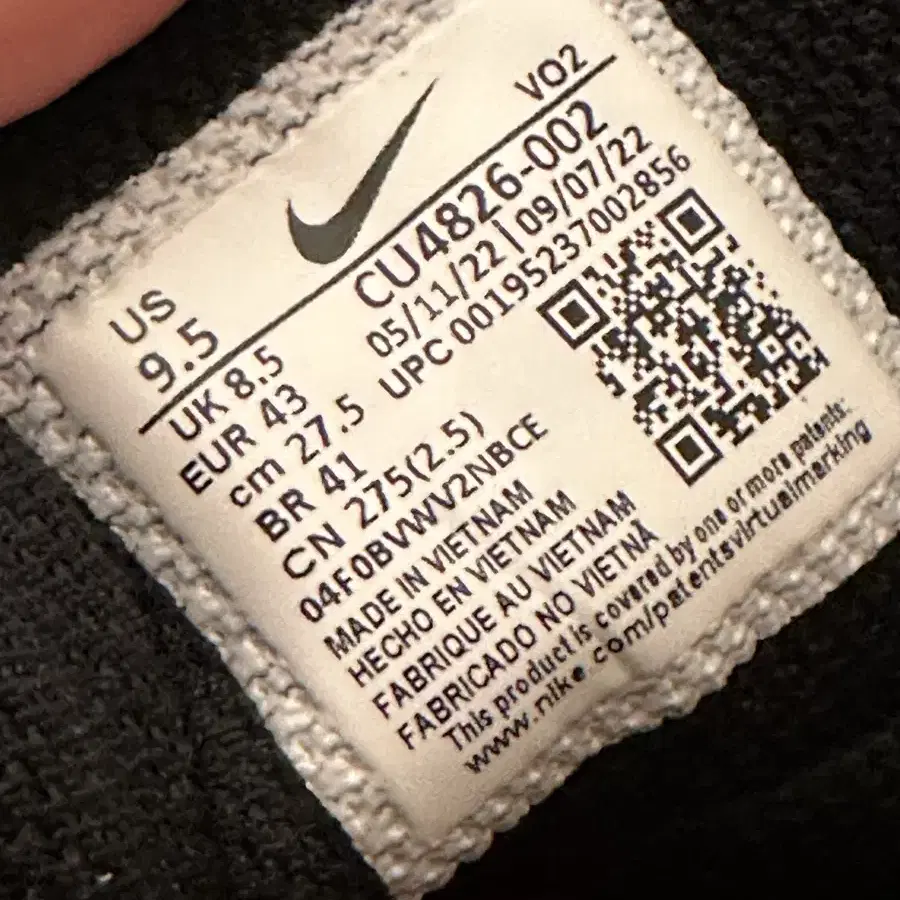 VO2
US
9.5
CU4826-002
05/11/22 | 09/07/22
UPC 00195237002856
UK 8.5
EUR 43
cm 27.5
BR 41
CN 275(2.5)
04F0BVWV2NBCE
MADE IN VIETNAM
HECHO EN VIETNAM
FABRIQUE AU VIETNAM
FABRICADO NO VIETNÃ
This product is covered by one or more patents:
www.nike.com/patentsvirtualmarking